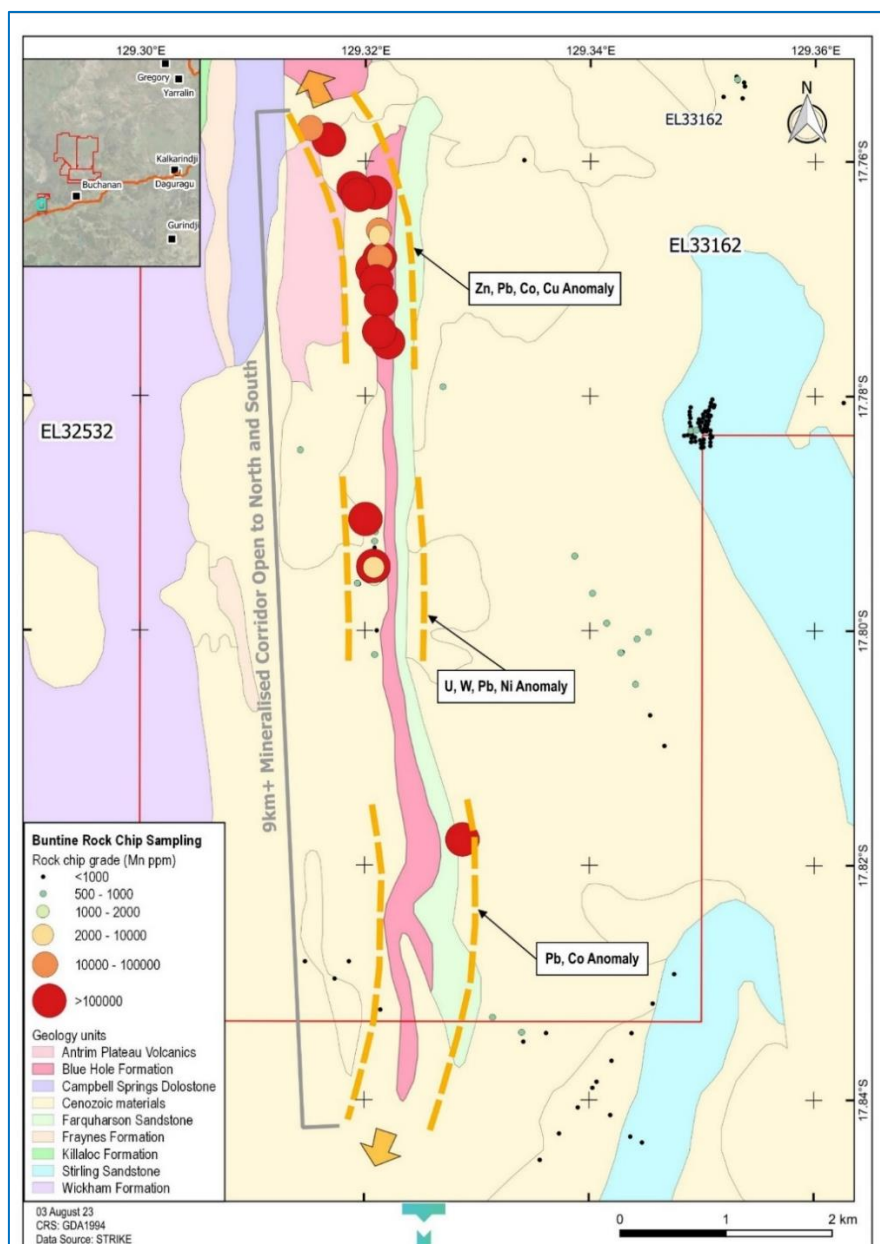 129.30°E 129.32°E 129.34°E 129.36°E
Gregory
Yarralin
Kalkarindji
Buchanan
Daguragu
Gurindji
EL33162
N
17.76°S
EL33162
Zn, Pb, Co, Cu Anomaly
17.78°S
EL32532
9km+ Mineralised Corridor Open to North and South
17.80°S
U, W, Pb, Ni Anomaly
17.82°S
Pb, Co Anomaly
17.84°S
Buntine Rock Chip Sampling
Rock chip grade (Mn ppm)
<1000
500 - 1000
1000 - 2000
2000 - 10000
10000 - 100000
>100000
Geology units
Antrim Plateau Volcanics
Blue Hole Formation
Campbell Springs Dolostone
Cenozoic materials
Farquharson Sandstone
Fraynes Formation
Killaloc Formation
Stirling Sandstone
Wickham Formation
03 August 23
CRS: GDA1994
Data Source: STRIKE
0 1 2 km